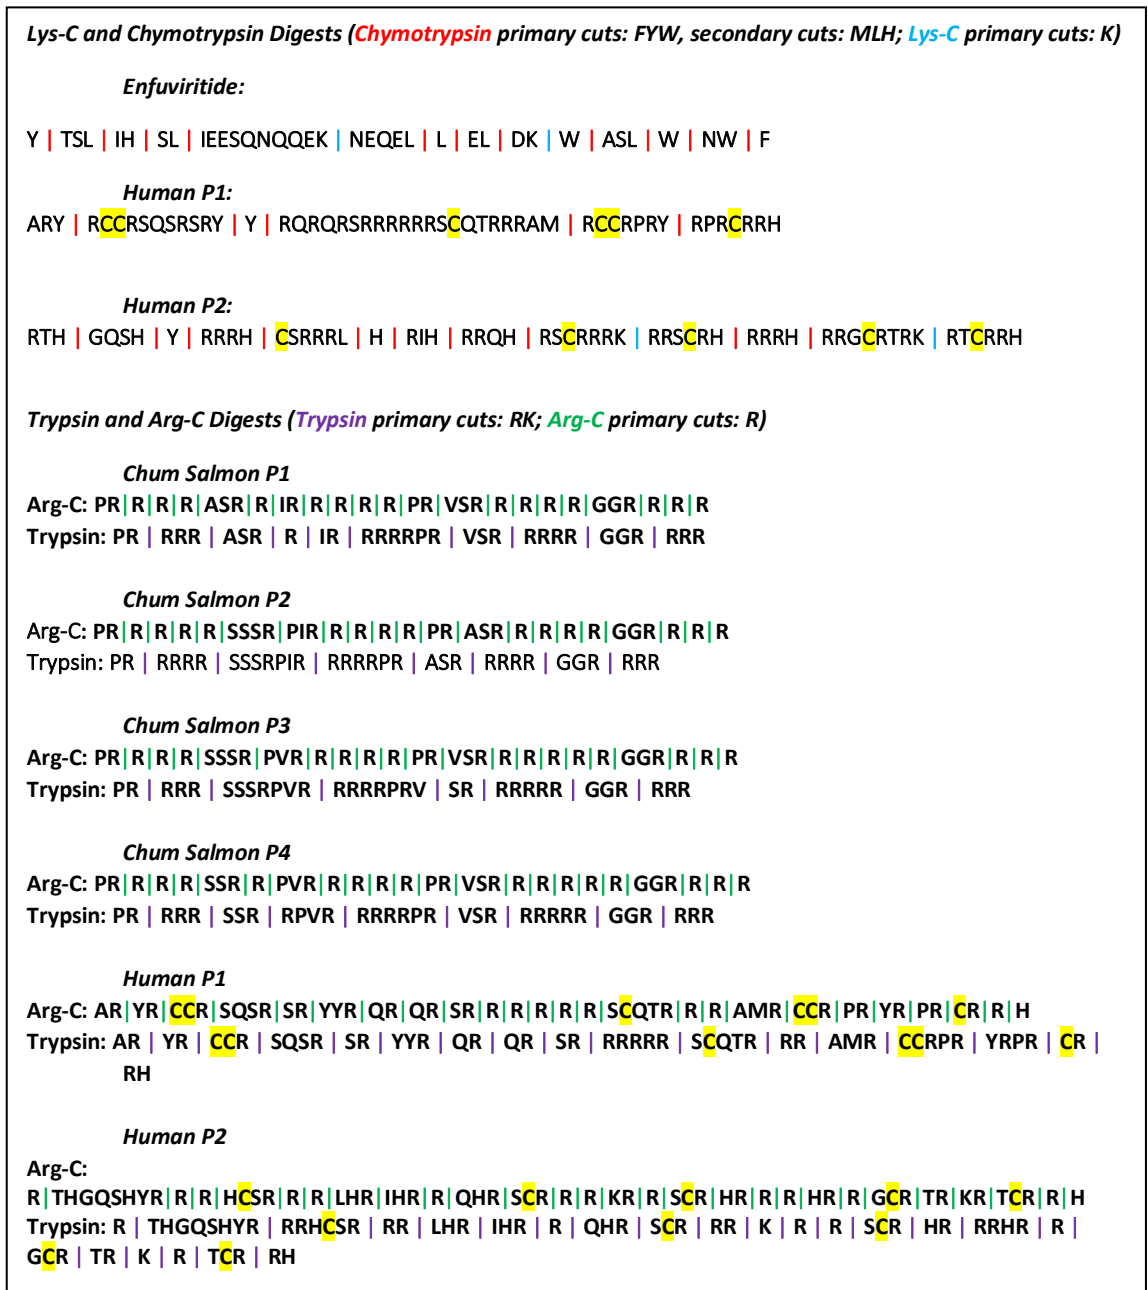 Lys-C and Chymotrypsin Digests (Chymotrypsin primary cuts: FYW, secondary cuts: MLH; Lys-C primary cuts: K)
Enfuviritide:
Y | TSL | IH | SL | IEESQNQQEK | NEQEL | L | EL | DK | W | ASL | W | NW | F
Human P1:
ARY | RCCRSQSRSRY | Y | RQRQRSRRRRRRSCQTRRRAM | RCCRPRY | RPRCRRH
Human P2:
RTH | GQSH | Y | RRRH | CSRRRL | H | RIH | RRQH | RSCRRRK | RRSCRH | RRRH | RRGCRTRK | RTCRRH
Trypsin and Arg-C Digests (Trypsin primary cuts: RK; Arg-C primary cuts: R)
Chum Salmon P1
Arg-C: PR|R|R|R|ASR|R|IR|R|R|R|R|PR|VSR|R|R|R|R|GGR|R|R|R
Trypsin: PR | RRR | ASR | R | IR | RRRRPR | VSR | RRRR | GGR | RRR
Chum Salmon P2
Arg-C: PR|R|R|R|R|SSSR|PIR|R|R|R|R|PR|ASR|R|R|R|R|GGR|R|R|R
Trypsin: PR | RRRR | SSSRPIR | RRRRPR | ASR | RRRR | GGR | RRR
Chum Salmon P3
Arg-C: PR|R|R|R|SSSR|PVR|R|R|R|R|PR|VSR|R|R|R|R|R|GGR|R|R|R
Trypsin: PR | RRR | SSSRPVR | RRRRPRV | SR | RRRRR | GGR | RRR
Chum Salmon P4
Arg-C: PR|R|R|R|SSR|R|PVR|R|R|R|R|PR|VSR|R|R|R|R|R|GGR|R|R|R
Trypsin: PR | RRR | SSR | RPVR | RRRRPR | VSR | RRRRR | GGR | RRR
Human P1
Arg-C: AR|YR|CCR|SQSR|SR|YYR|QR|QR|SR|R|R|R|R|R|SCQTR|R|R|AMR|CCR|PR|YR|PR|CR|R|H
Trypsin: AR | YR | CCR | SQSR | SR | YYR | QR | QR | SR | RRRRR | SCQTR | RR | AMR | CCRPR | YRPR | CR |
RH
Human P2
Arg-C:
R|THGQSHYR|R|R|HCSR|R|R|LHR|IHR|R|QHR|SCR|R|R|KR|R|SCR|HR|R|R|HR|R|GCR|TR|KR|TCR|R|H
Trypsin: R | THGQSHYR | RRHCSR | RR | LHR | IHR | R | QHR | SCR | RR | K | R | R | SCR | HR | RRHR | R |
GCR | TR | K | R | TCR | RH